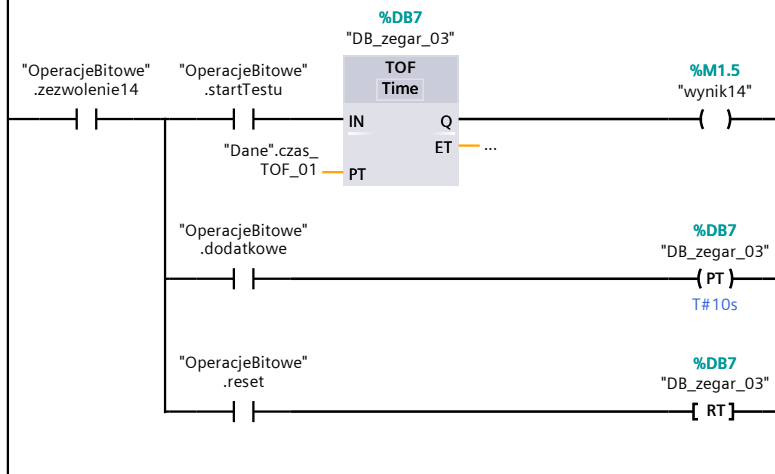 %DB7
"DB_zegar_03"
"OperacjeBitowe"
.zezwolenie14
"OperacjeBitowe"
.startTestu
TOF
Time
%M1.5
"wynik14"
IN
Q
( )
"Dane".czas_
TOF_01
PT
ET
...
"OperacjeBitowe"
.dodatkowe
%DB7
"DB_zegar_03"
( PT )
T#10s
"OperacjeBitowe"
.reset
%DB7
"DB_zegar_03"
[ RT ]